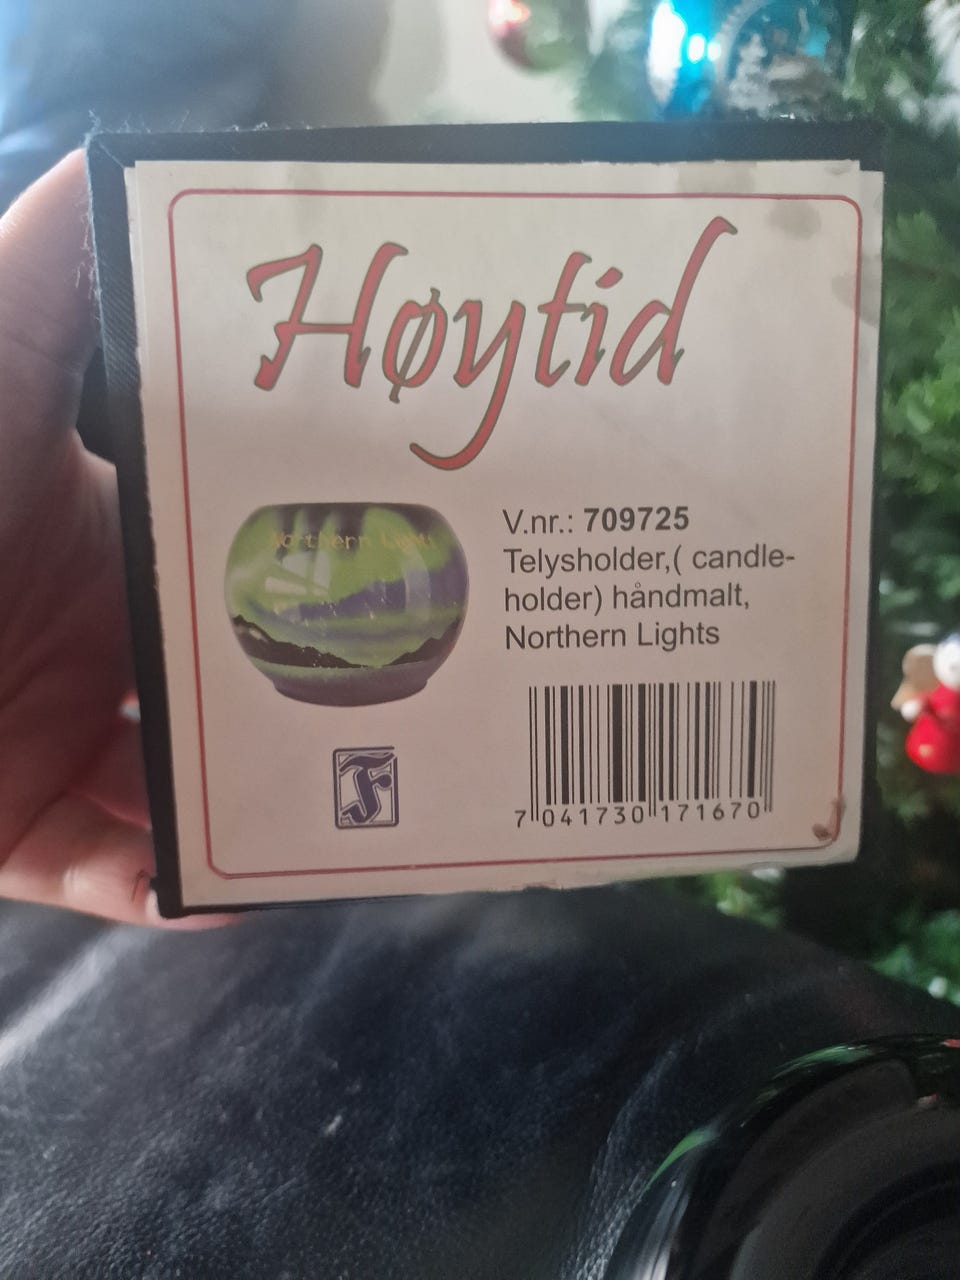 Høytid
Northern Lights
V.nr.: 709725
Telysholder,( candle-
holder) håndmalt,
Northern Lights
F
7 041730 171670